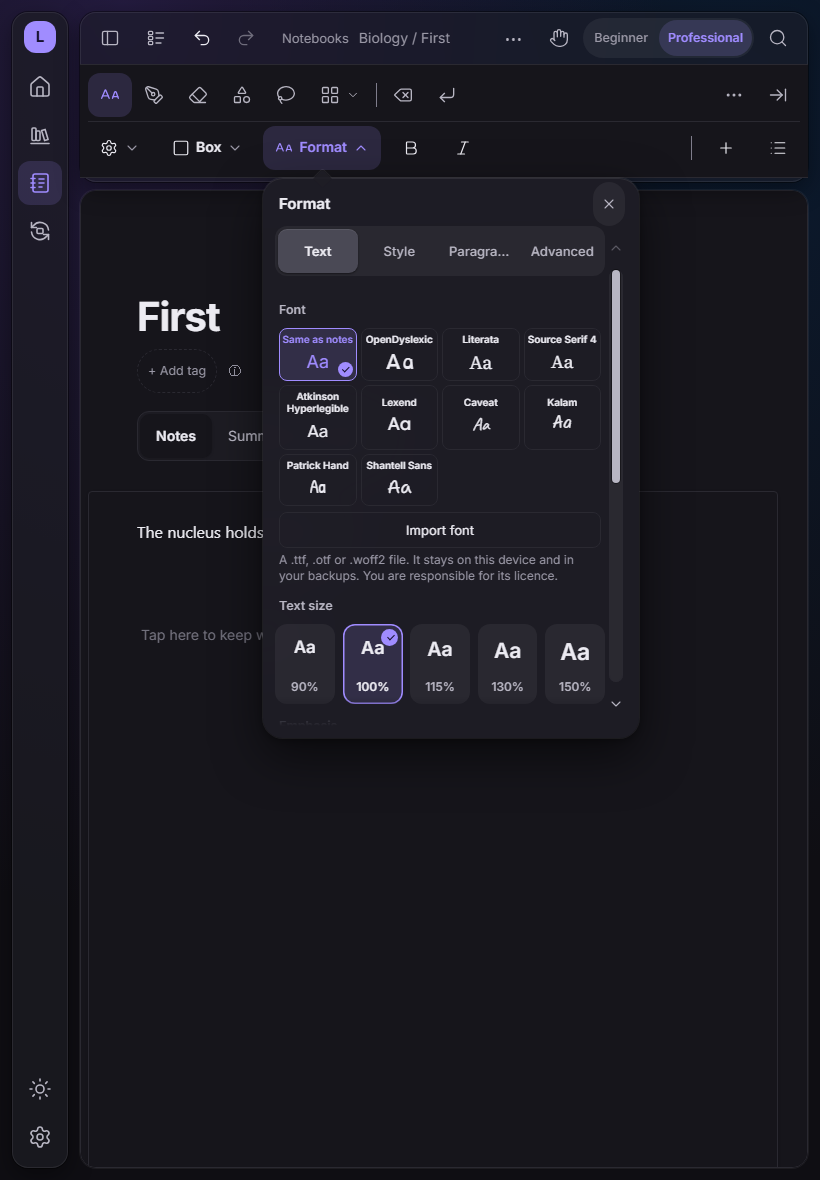 L
Notebooks Biology / First
Beginner Professional
AA
Box
AA Format
B I
Format
Text Style Paragra... Advanced
Font
Same as notes
Aa
OpenDyslexic
Aa
Literata
Aa
Source Serif 4
Aa
Atkinson
Hyperlegible
Aa
Lexend
Aa
Caveat
Aa
Kalam
Aa
Patrick Hand
Aa
Shantell Sans
Aa
Import font
A .ttf, .otf or .woff2 file. It stays on this device and in
your backups. You are responsible for its licence.
Text size
Aa Aa Aa Aa Aa
90% 100% 115% 130% 150%
Emphasis
First
+ Add tag
Notes Summ
The nucleus holds
Tap here to keep w